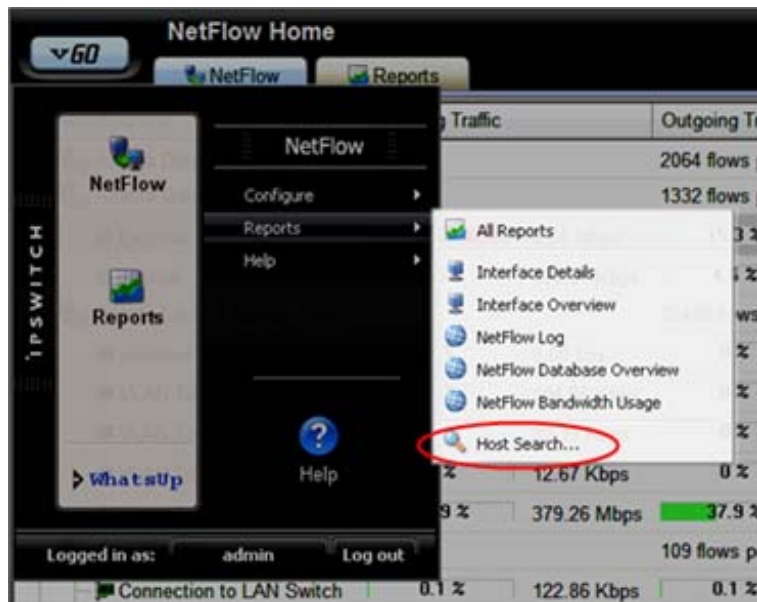 NetFlow Home
GO
NetFlow
Reports
Traffic
Outgoing
2064 flows
NetFlow
NetFlow
Configure
1332 flows
Reports
All Reports
Help
Interface Details
Interface Overview
Reports
NetFlow Log
NetFlow Database Overview
NetFlow Bandwidth Usage
Host Search...
IPSWITCH
WhatsUp
Help
12.67 Kbps
0 %
379.26 Mbps
37.9 %
Logged in as:
admin
Log out
109 flows
Connection to LAN Switch
0.1 %
122.86 Kbps
0.1 %